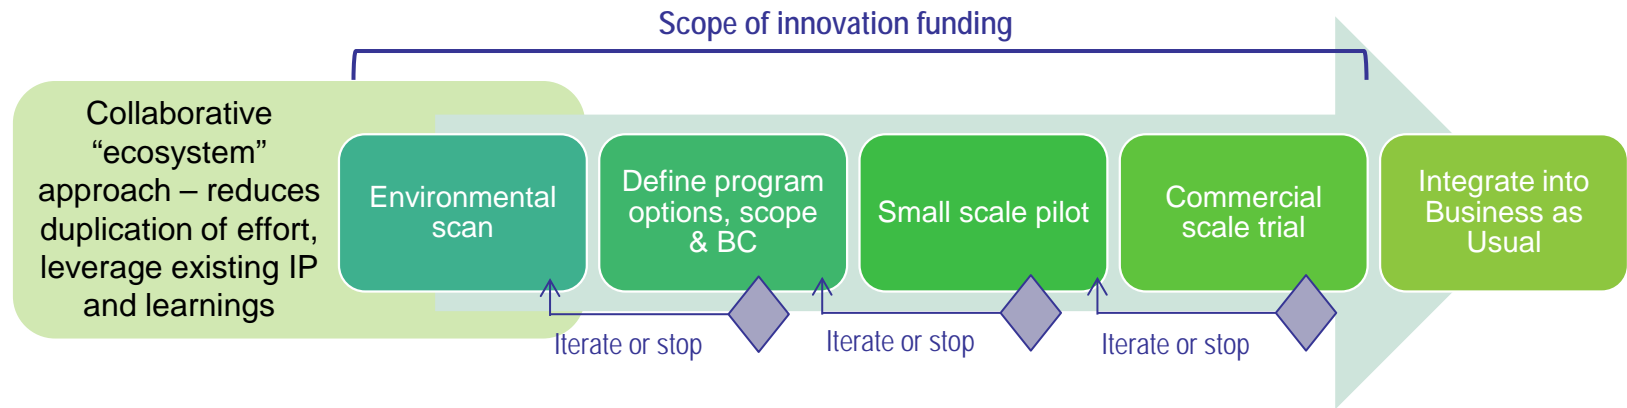 Scope of innovation funding
Collaborative
“ecosystem”
approach – reduces
duplication of effort,
leverage existing IP
and learnings
Environmental
scan
Define program
options, scope
& BC
Small scale pilot
Commercial
scale trial
Integrate into
Business as
Usual
Iterate or stop
Iterate or stop
Iterate or stop